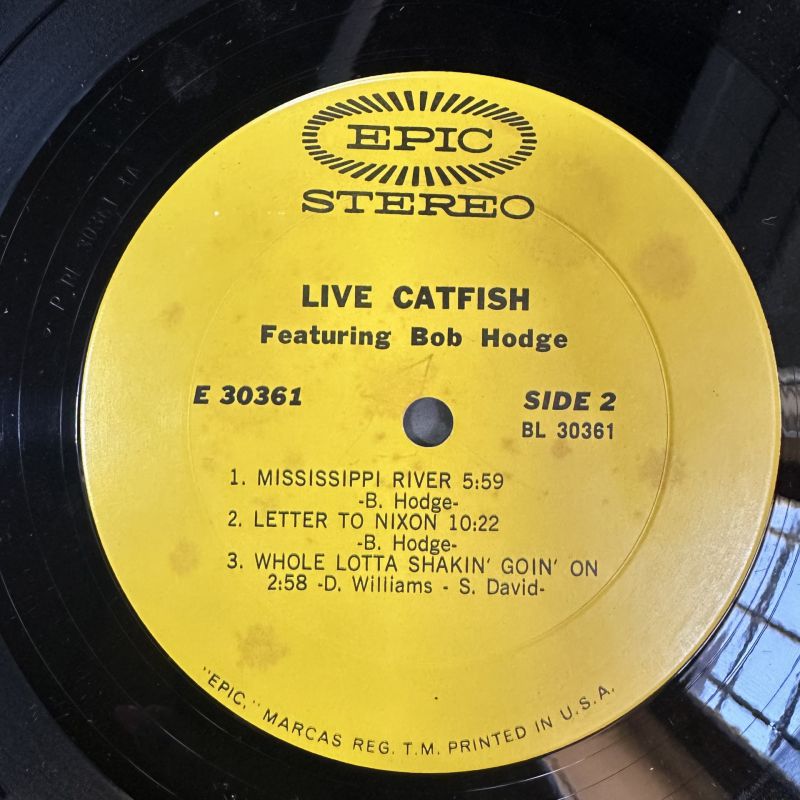 EPIC
STEREO
LIVE CATFISH
Featuring Bob Hodge
E 30361
SIDE 2
BL 30361
1. MISSISSIPPI RIVER 5:59
-B. Hodge-
2. LETTER TO NIXON 10:22
-B. Hodge-
3. WHOLE LOTTA SHAKIN' GOIN' ON
2:58 -D. Williams - S. David-
"EPIC," MARCAS REG. T.M. PRINTED IN U.S.A.